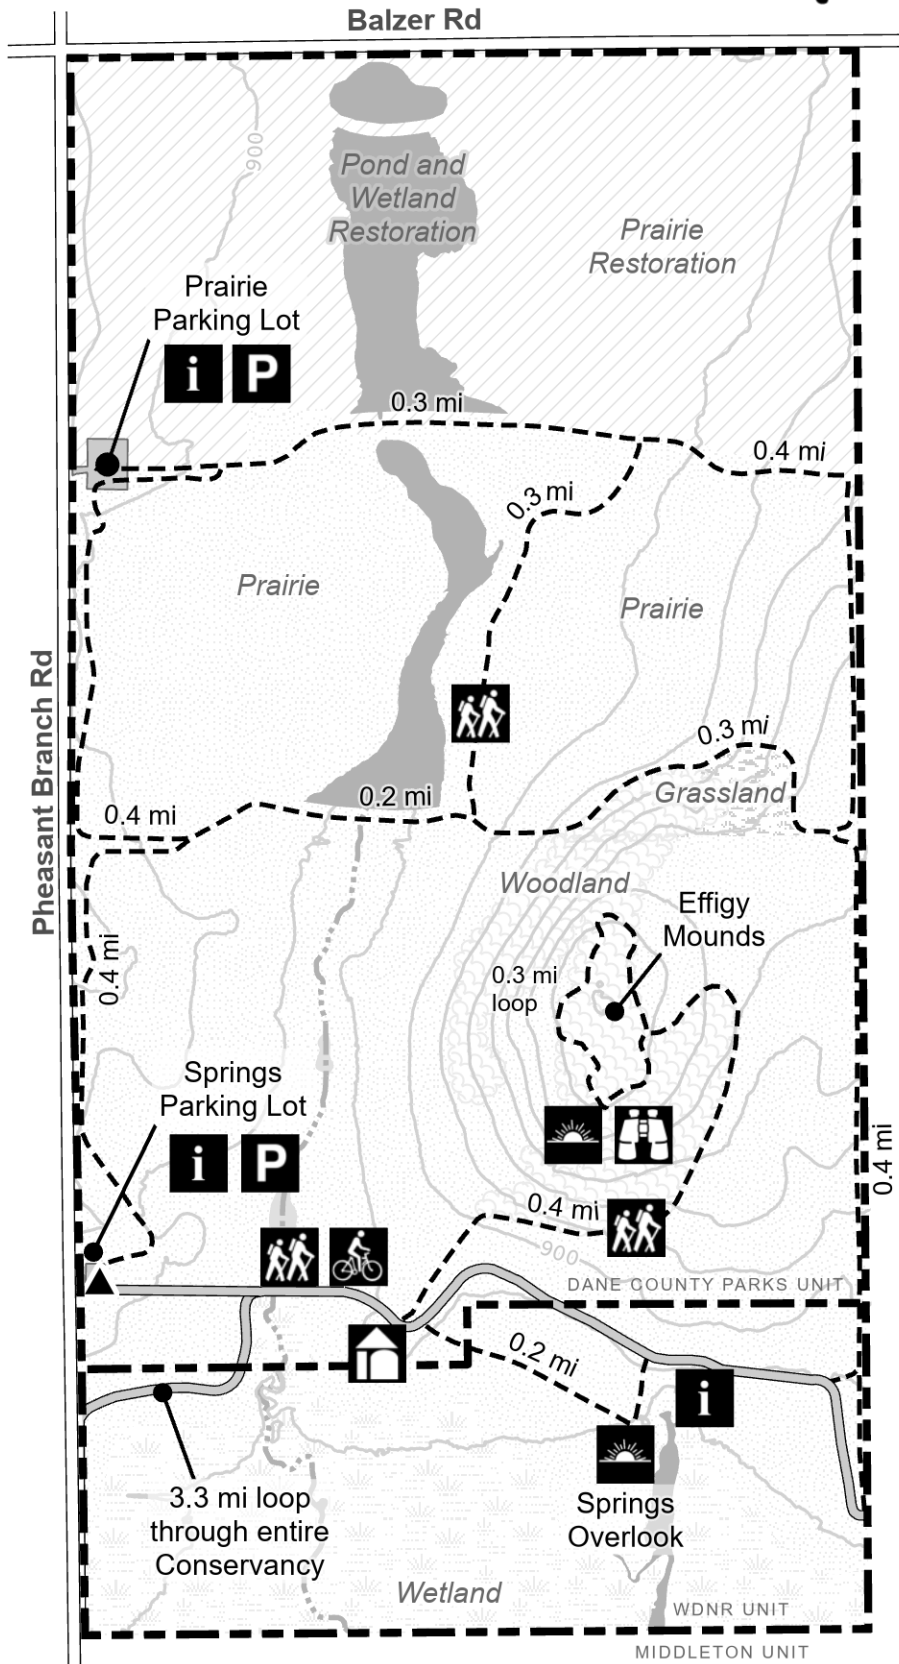 Balzer Rd
900
Pond and
Wetland
Restoration
Prairie
Restoration
Prairie
Parking Lot
i P
0.3 mi
0.4 mi
0.3 mi
Prairie
Prairie
Pheasant Branch Rd
0.3 mi
Grassland
0.2 mi
0.4 mi
Woodland
Effigy
Mounds
0.4 mi
0.3 mi
loop
Springs
Parking Lot
i P
0.4 mi
0.4 mi
900
DANE COUNTY PARKS UNIT
0.2 mi
i
3.3 mi loop
through entire
Conservancy
Springs
Overlook
Wetland
WDNR UNIT
MIDDLETON UNIT